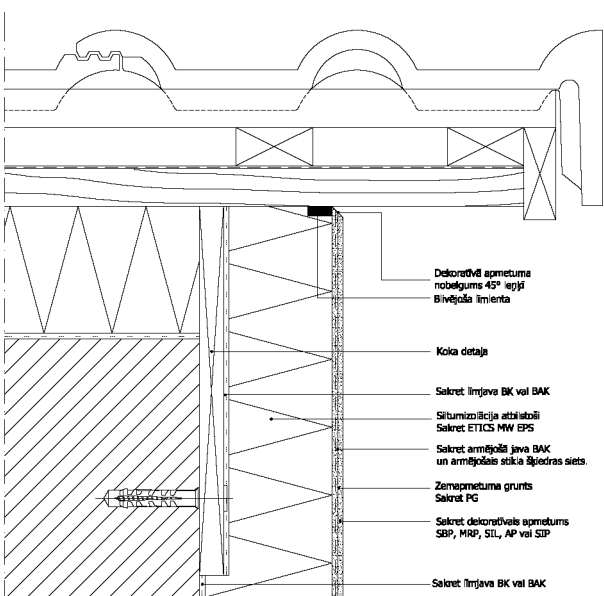 Dekoratīvā apmetuma
nobelgums 45° leņķī
Blīvējoša līmlenta
Koka detaļa
Sakret līmjava BK vai BAK
Siltumizolācija atbilstoši
Sakret ETICS MW EPS
Sakret armējošā java BAK
un armējošais stikla šķiedras siets.
Zemapmetuma grunts
Sakret PG
Sakret dekoratīvais apmetums
SBP, MRP, SIL, AP vai SIP
Sakret līmjava BK vai BAK